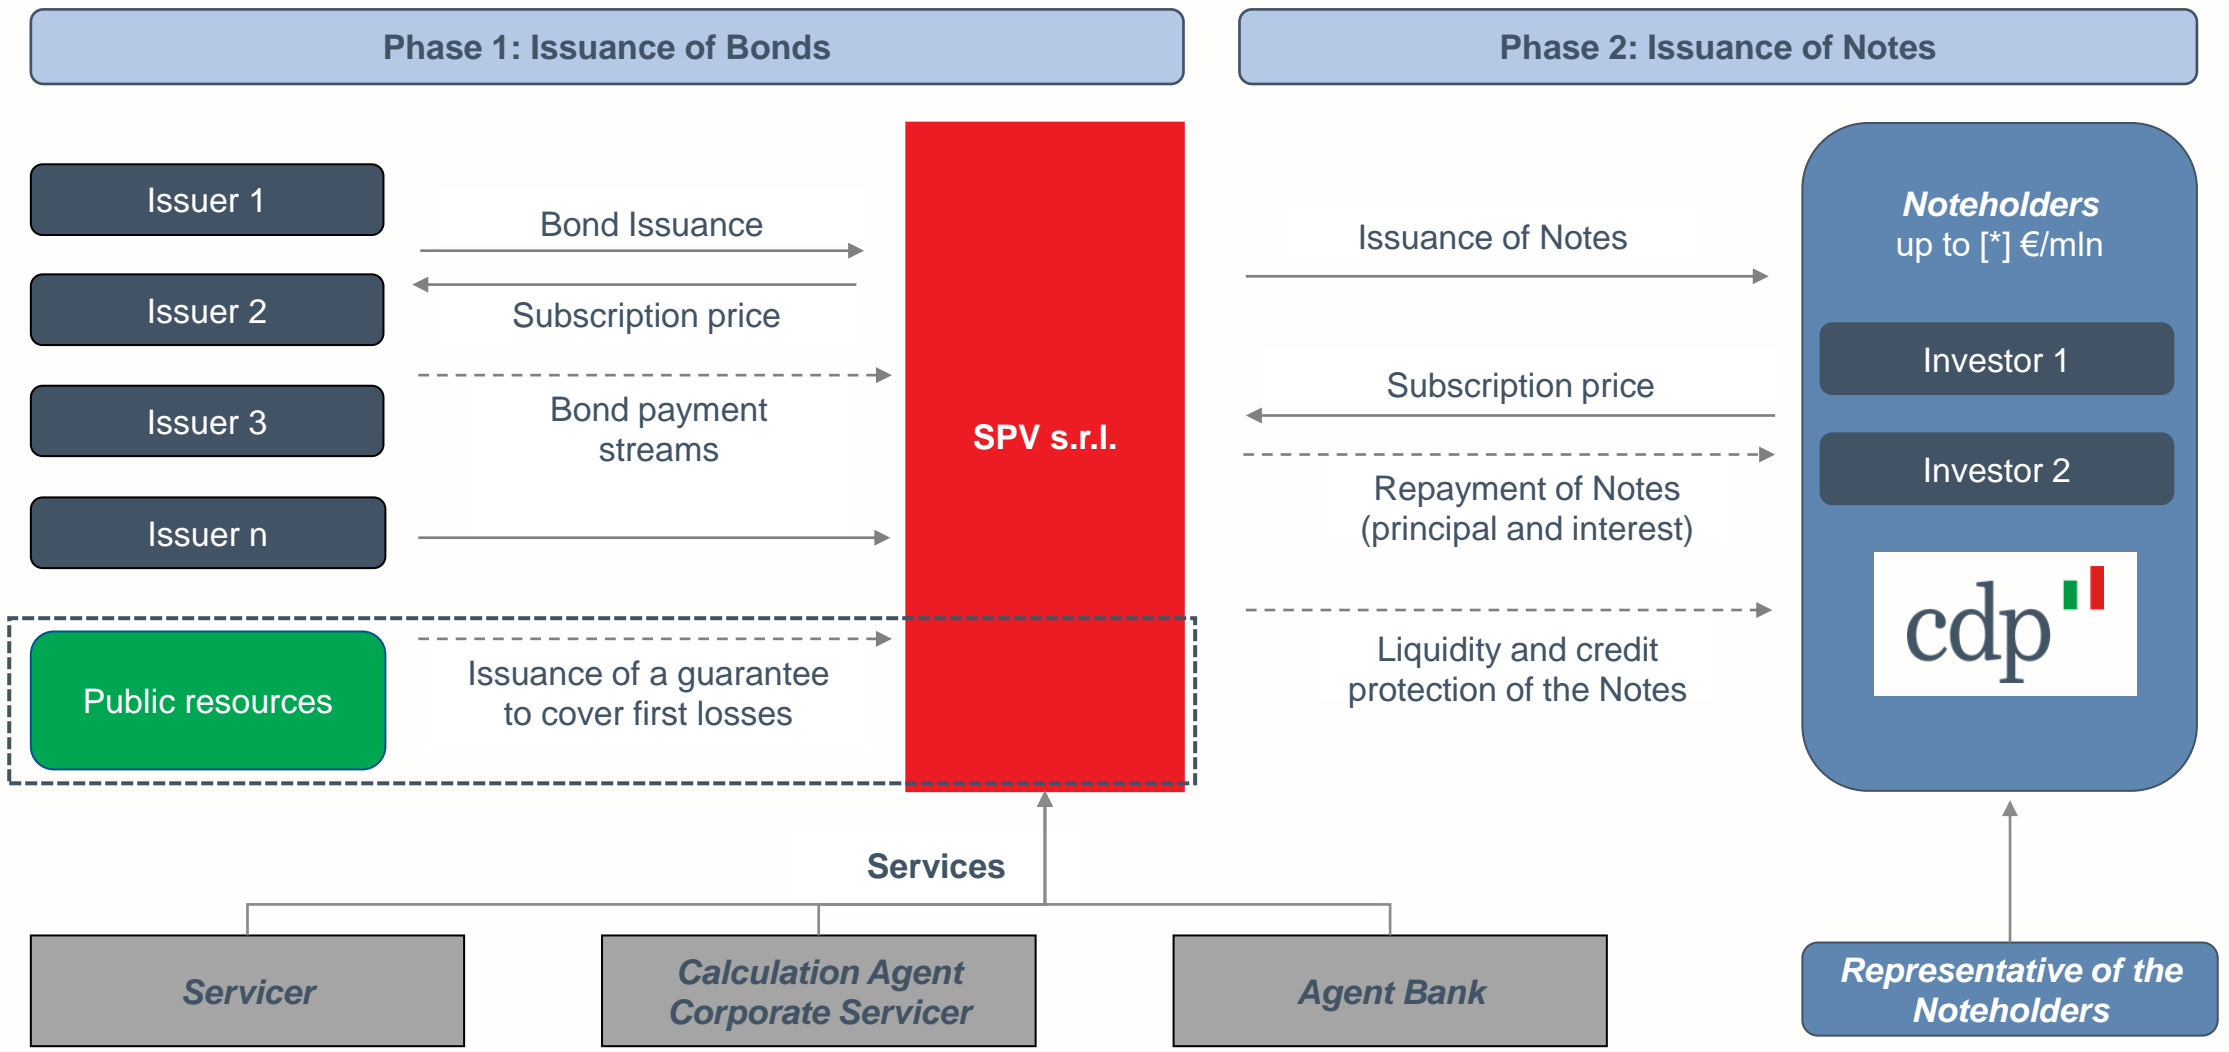 Phase 1: Issuance of Bonds
Phase 2: Issuance of Notes
Issuer 1
Issuer 2
Issuer 3
Issuer n
Public resources
Bond Issuance
Subscription price
Bond payment
streams
Issuance of a guarantee
to cover first losses
SPV s.r.l.
Issuance of Notes
Subscription price
Repayment of Notes
(principal and interest)
Liquidity and credit
protection of the Notes
Noteholders
up to [*] €/mln
Investor 1
Investor 2
cdp
Services
Servicer
Calculation Agent
Corporate Servicer
Agent Bank
Representative of the
Noteholders